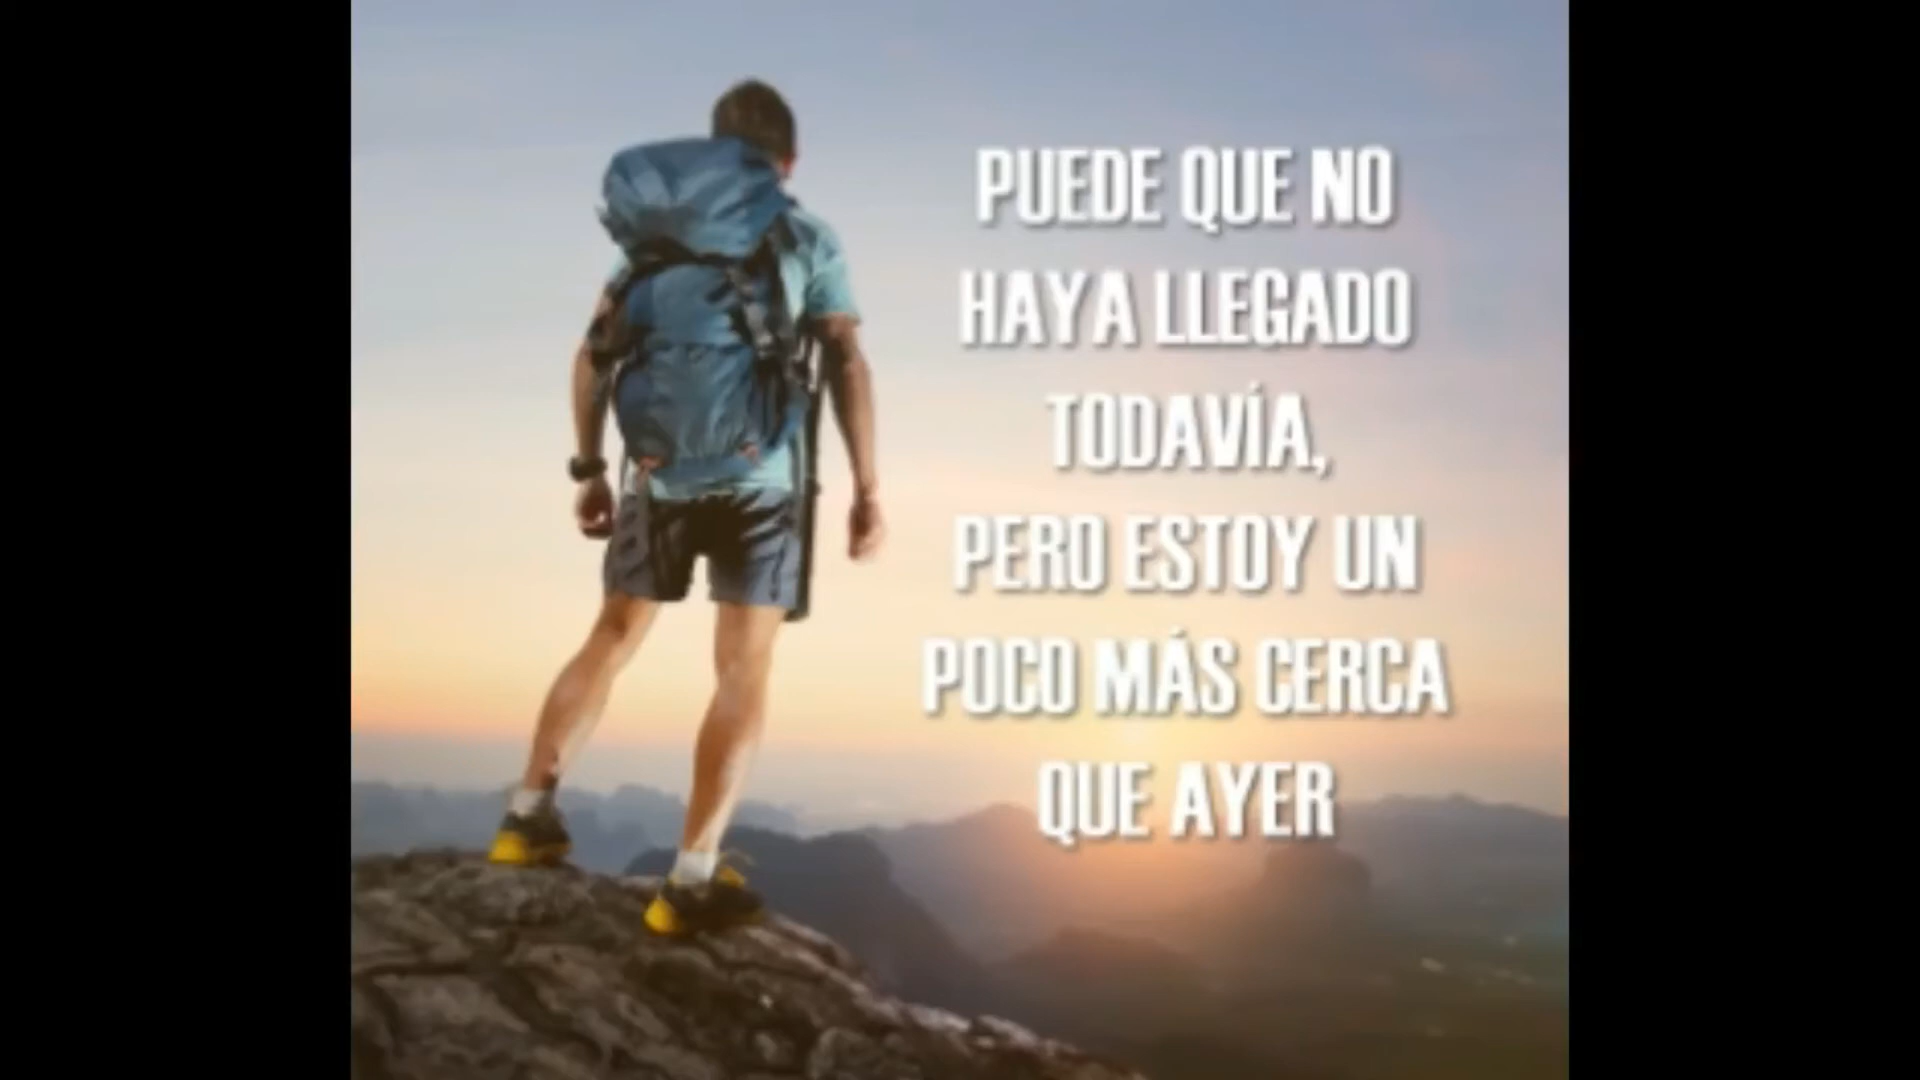 PUEDE QUE NO
HAYA LLEGADO
TODAVÍA,
PERO ESTOY UN
POCO MÁS CERCA
QUE AYER